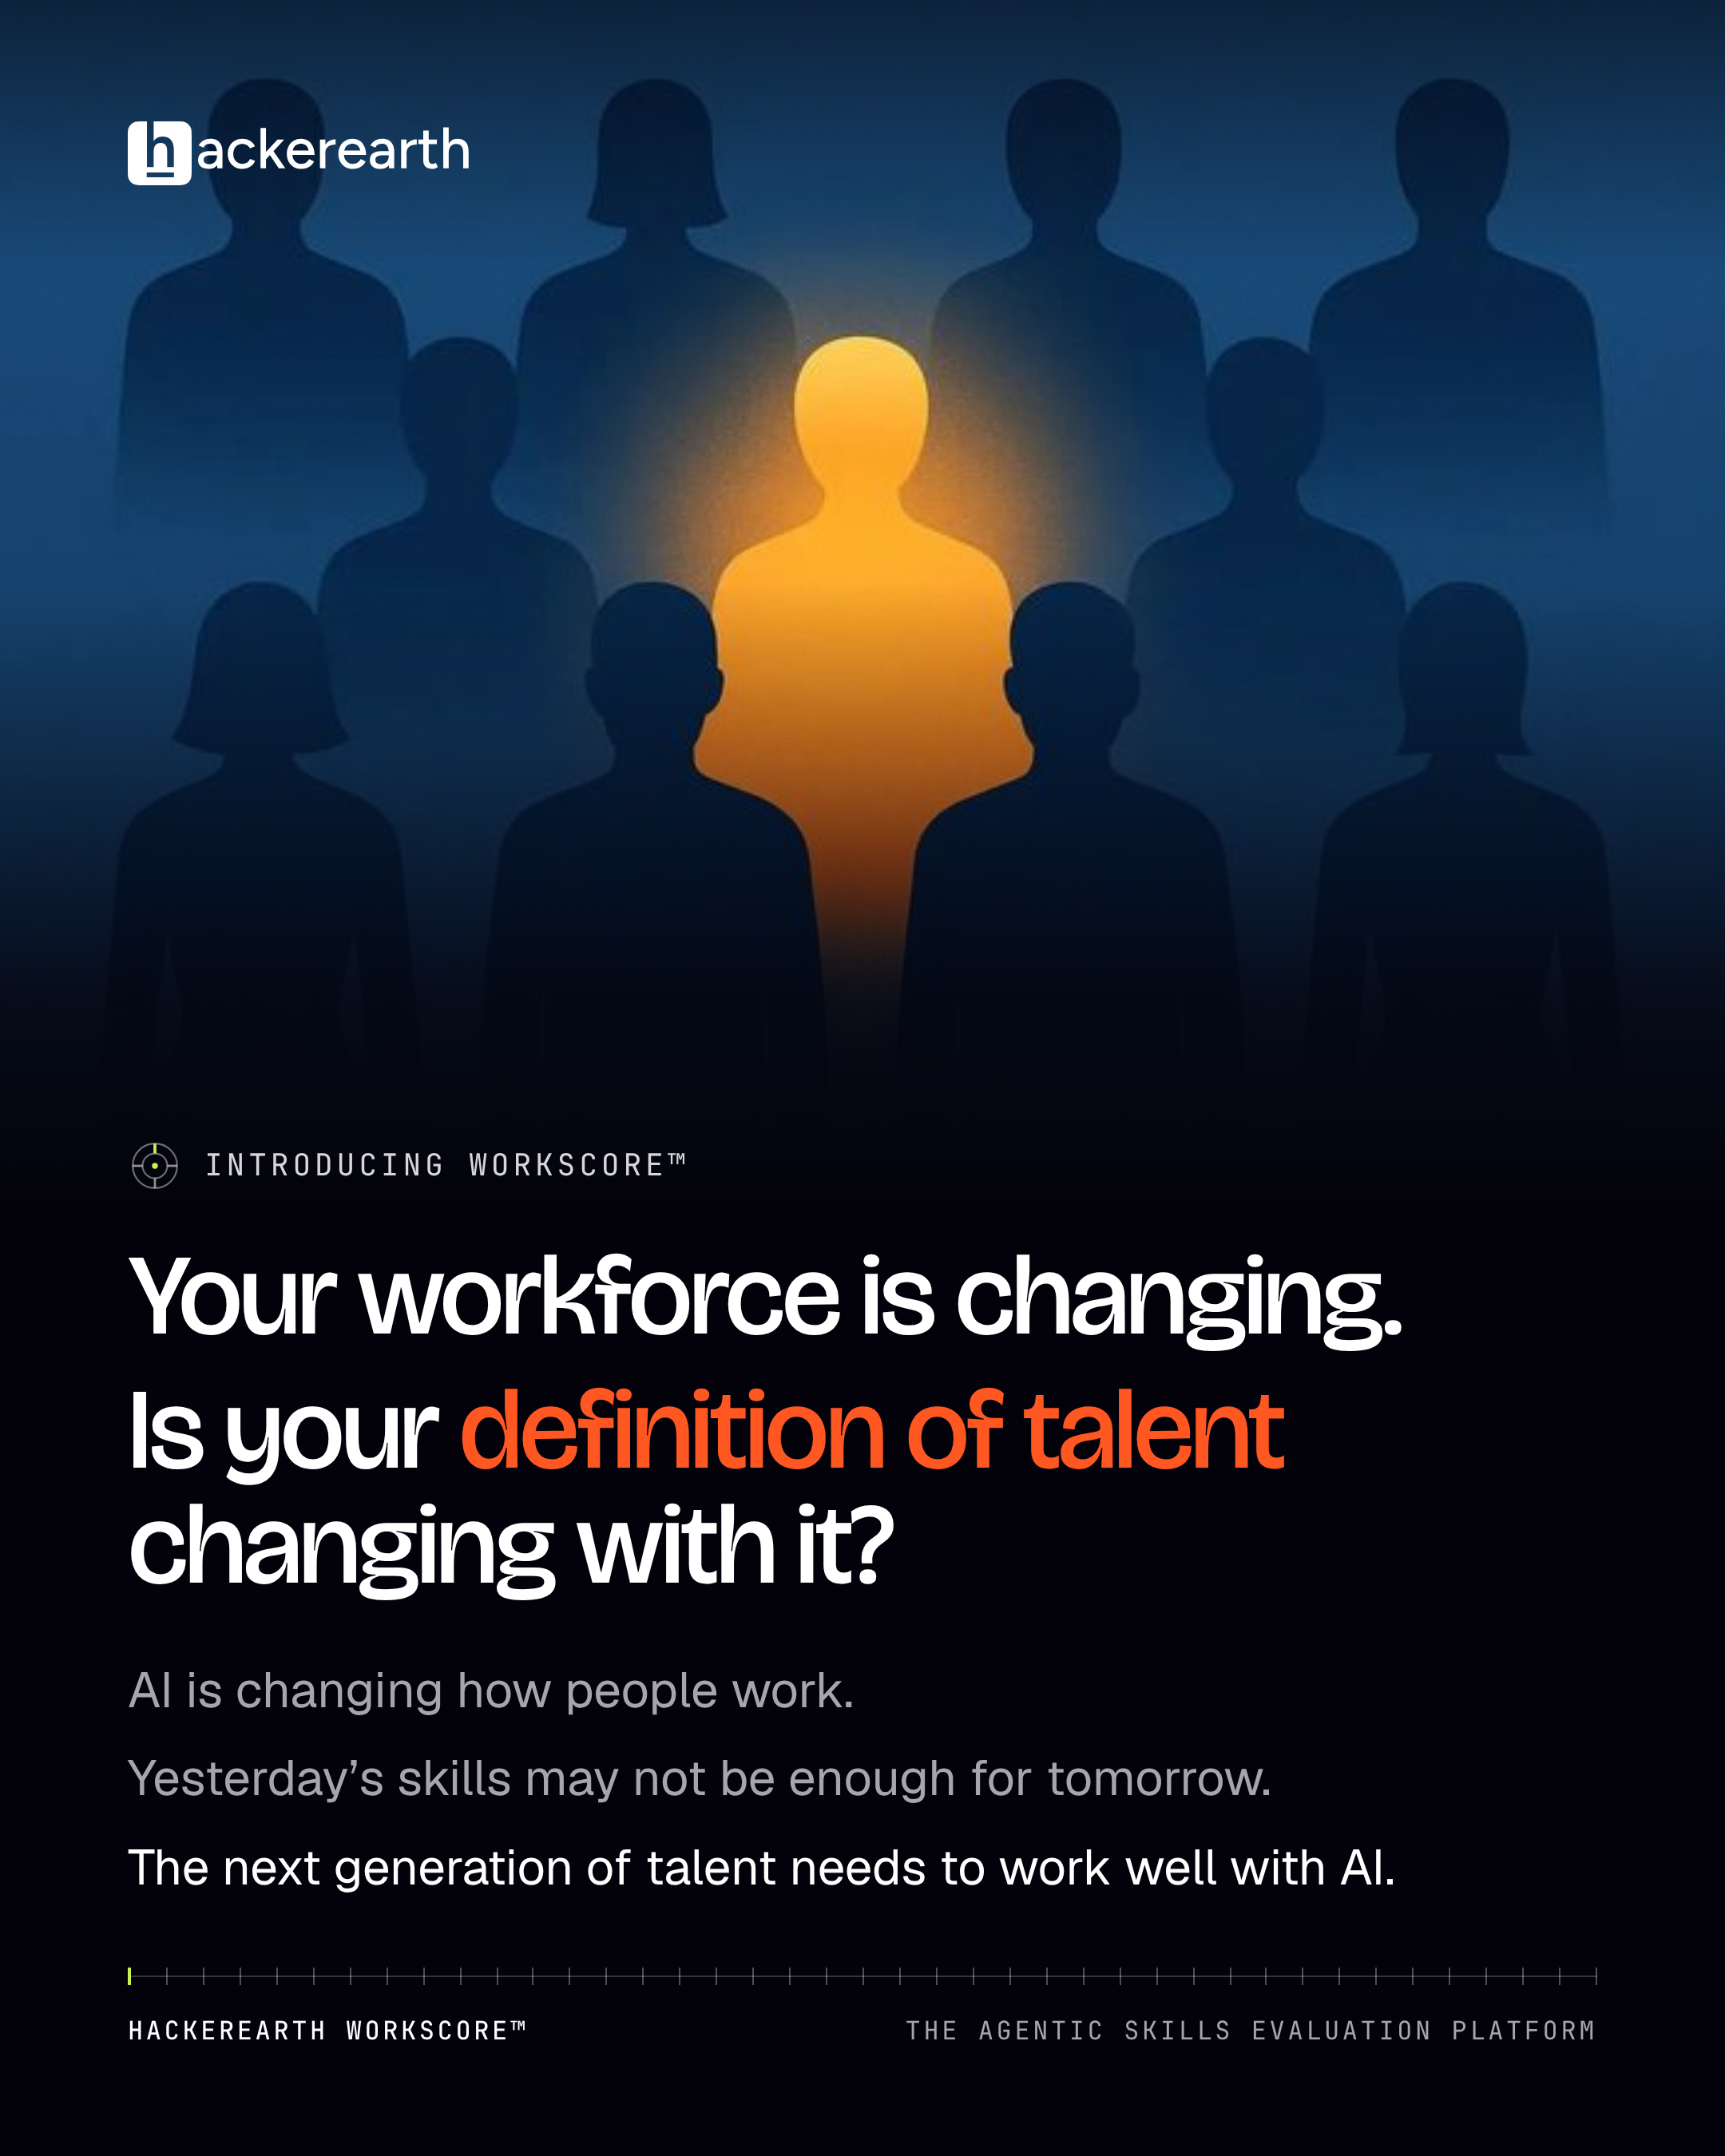 hackerearth
INTRODUCING WORKSCORE™
Your workforce is changing.
Is your definition of talent
changing with it?
AI is changing how people work.
Yesterday’s skills may not be enough for tomorrow.
The next generation of talent needs to work well with AI.
HACKEREARTH WORKSCORE™
THE AGENTIC SKILLS EVALUATION PLATFORM